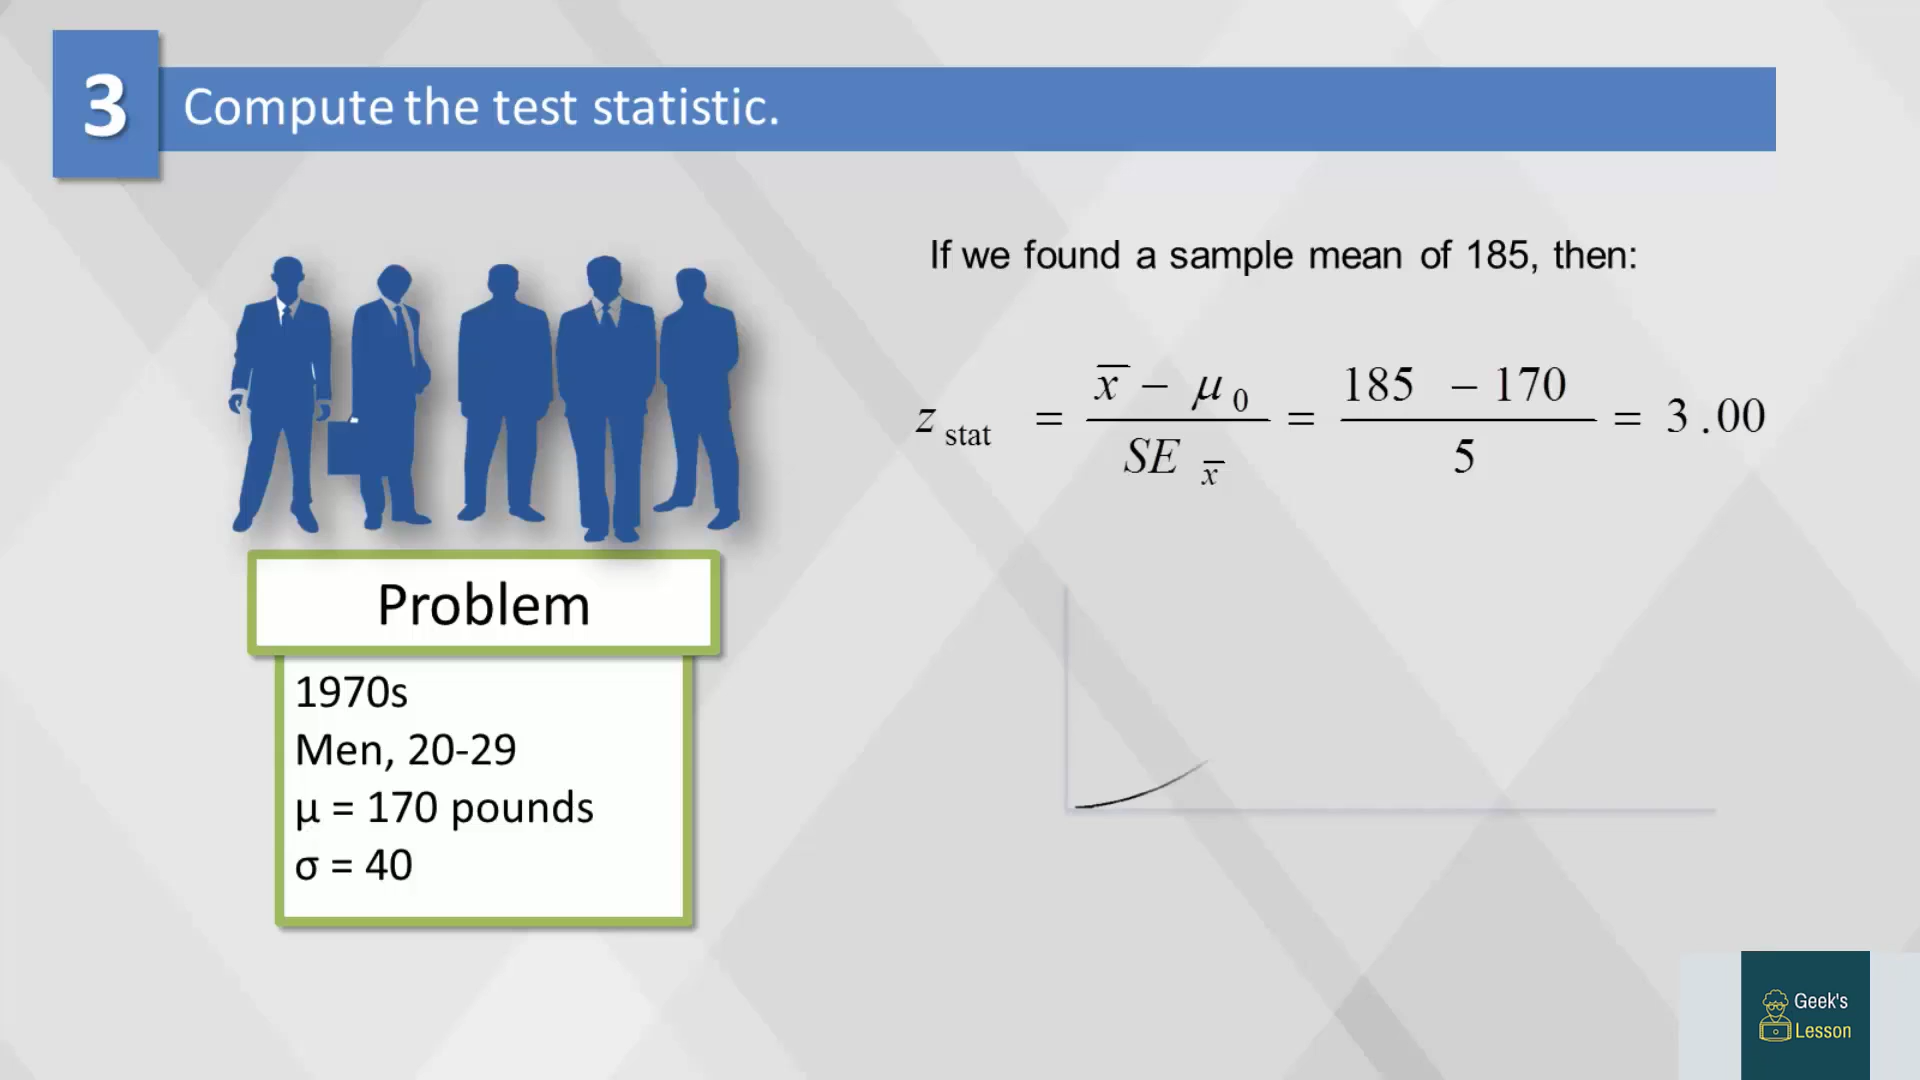 3
Compute the test statistic.
If we found a sample mean of 185, then:
z stat = (x̅ − μ 0) / (SE x̅) = (185 − 170) / 5 = 3.00
Problem
1970s
Men, 20-29
μ = 170 pounds
σ = 40
Geek's
Lesson